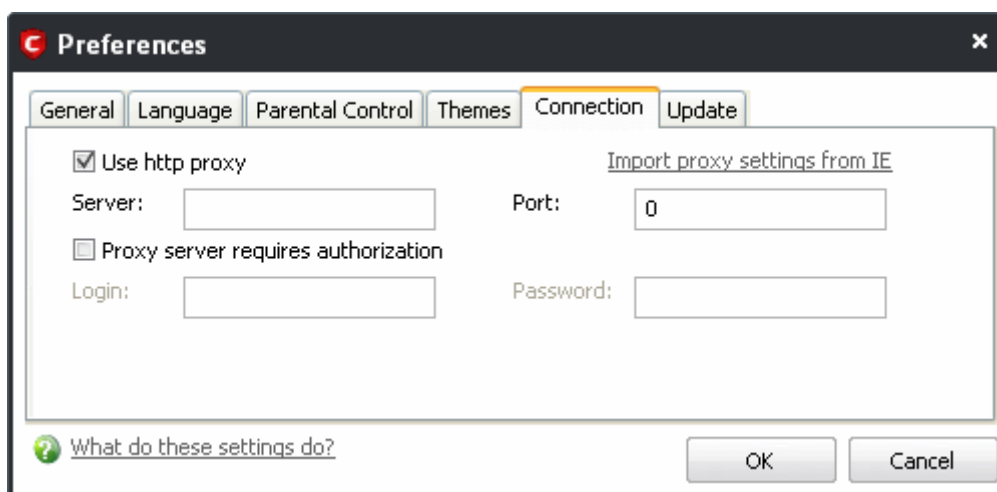 Preferences
General Language Parental Control Themes Connection Update
Use http proxy Import proxy settings from IE
Server: Port: 0
Proxy server requires authorization
Login: Password:
What do these settings do? OK Cancel